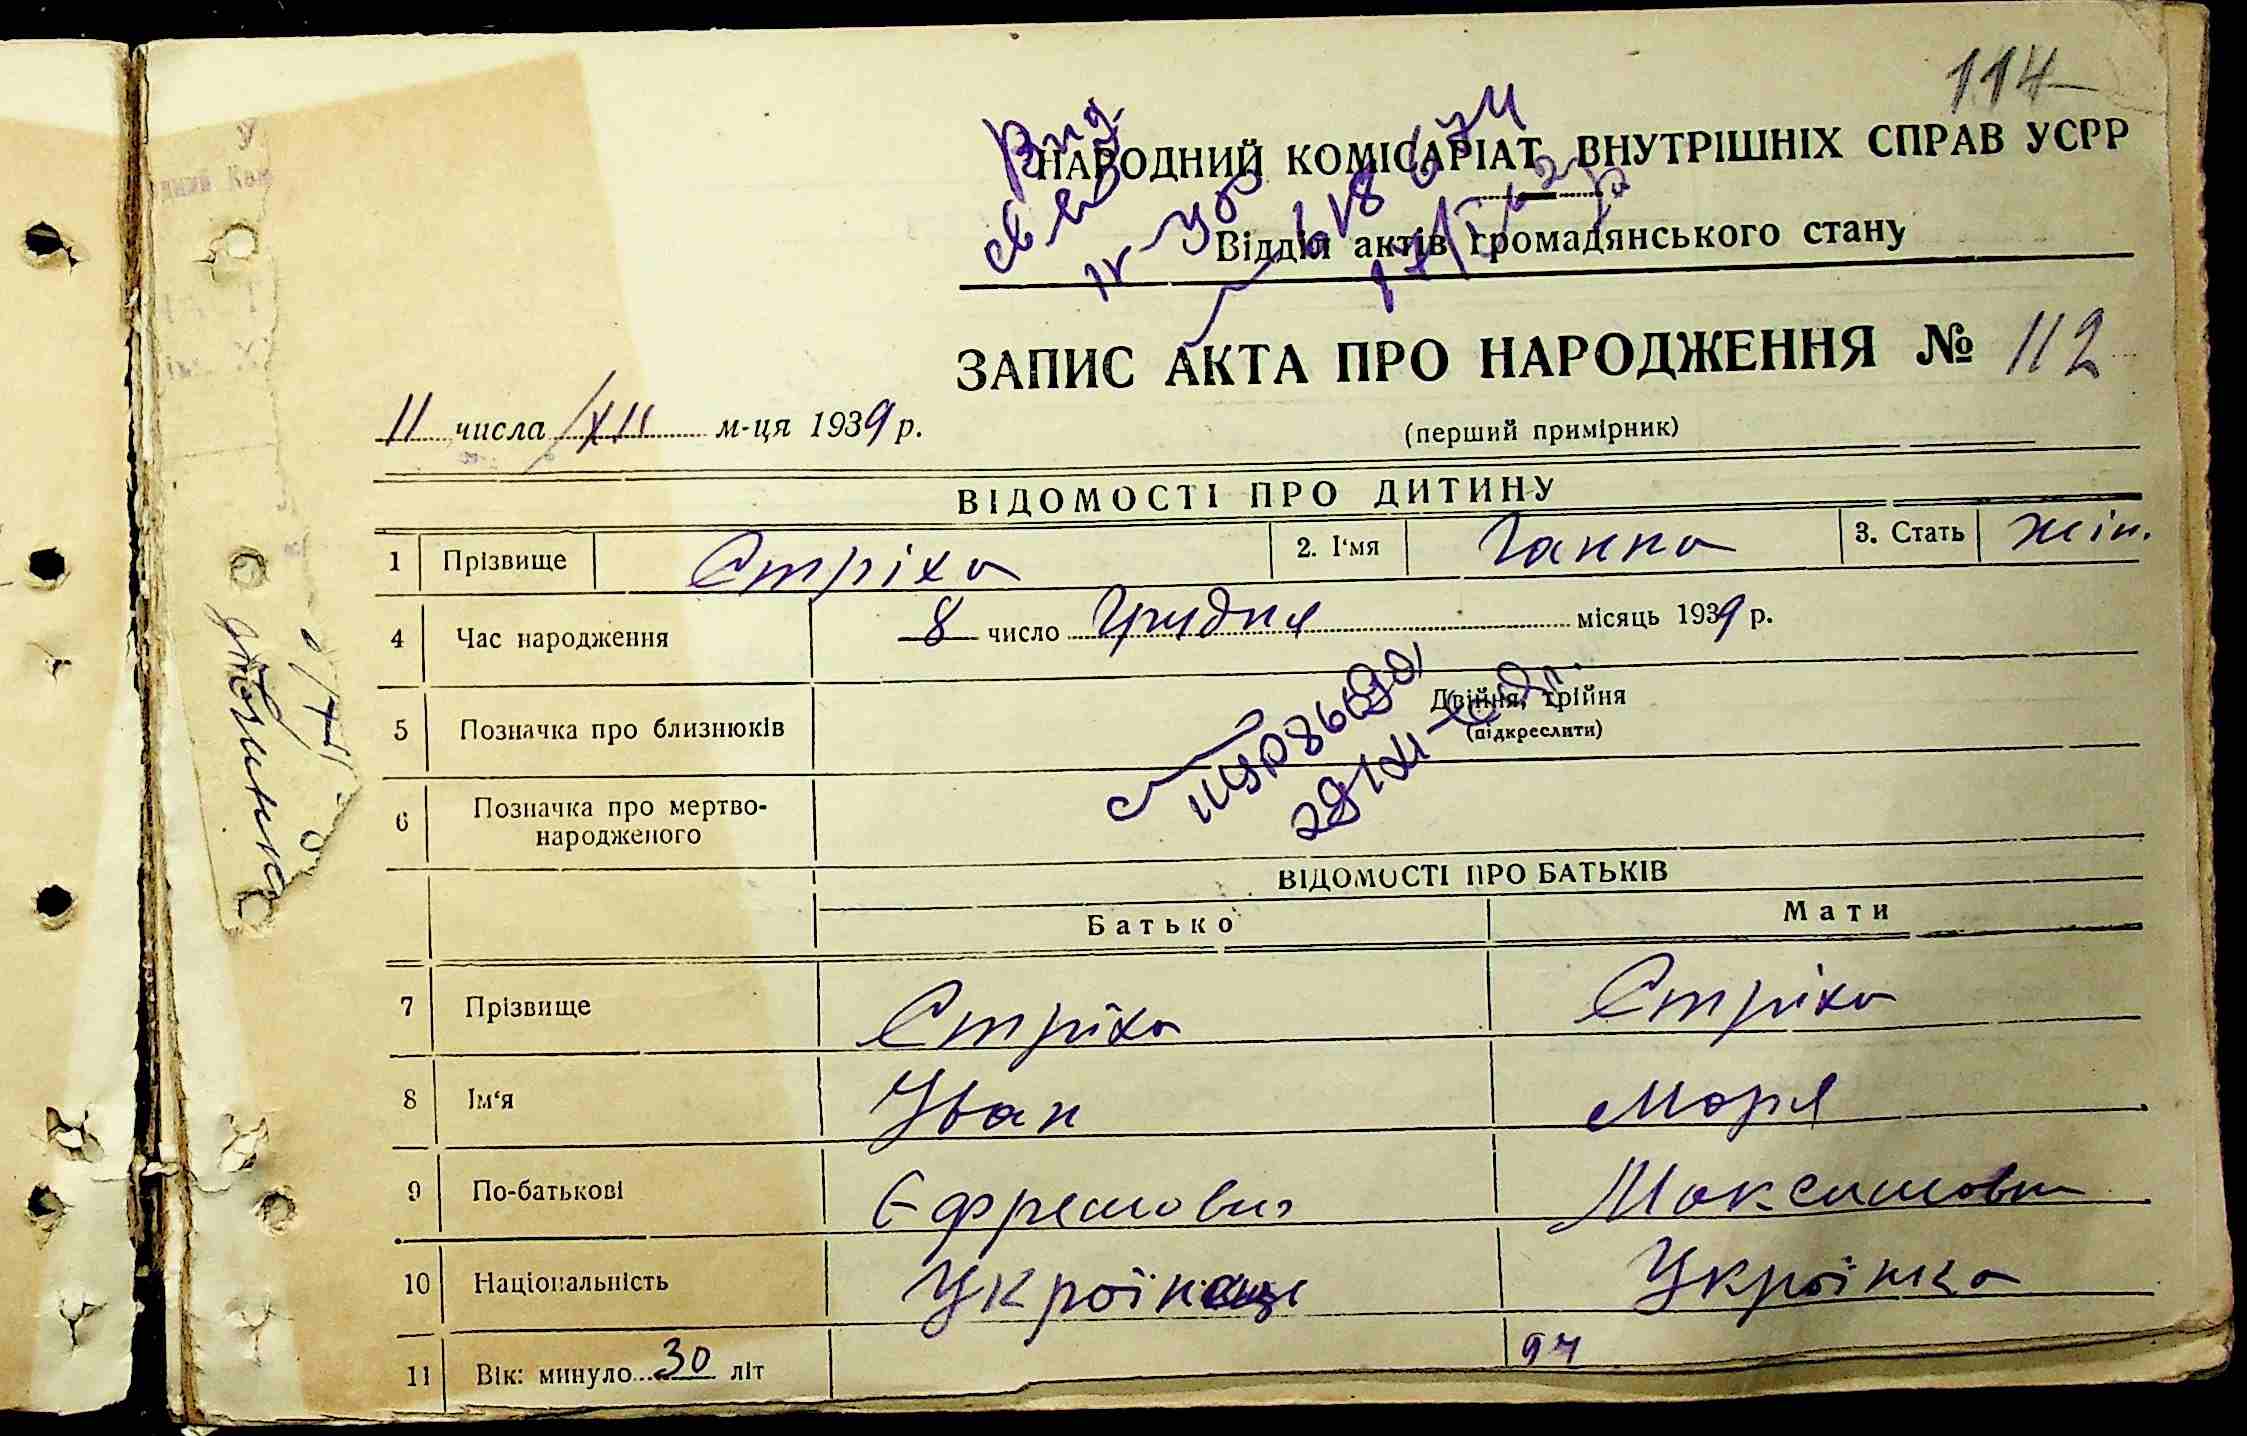 114
НАРОДНИЙ КОМІСАРІАТ ВНУТРІШНІХ СПРАВ УСРР
Відділ актів громадянського стану
ЗАПИС АКТА ПРО НАРОДЖЕННЯ № 112
11 числа XII м-ця 1939 р.
(перший примірник)
ВІДОМОСТІ ПРО ДИТИНУ
1 Прізвище Стріха 2. І'мя Ганна 3. Стать жін.
4 Час народження 8 число Грудня місяць 1939 р.
5 Позначка про близнюків Двійня, трійня
(підкреслити)
6 Позначка про мертво-
народженого
ВІДОМОСТІ ПРО БАТЬКІВ
Батько Мати
7 Прізвище Стріха Стріха
8 Ім'я Іван Марія
9 По-батькові Єфремович Максимовна
10 Національність Українець Українка
11 Вік: минуло 30 літ